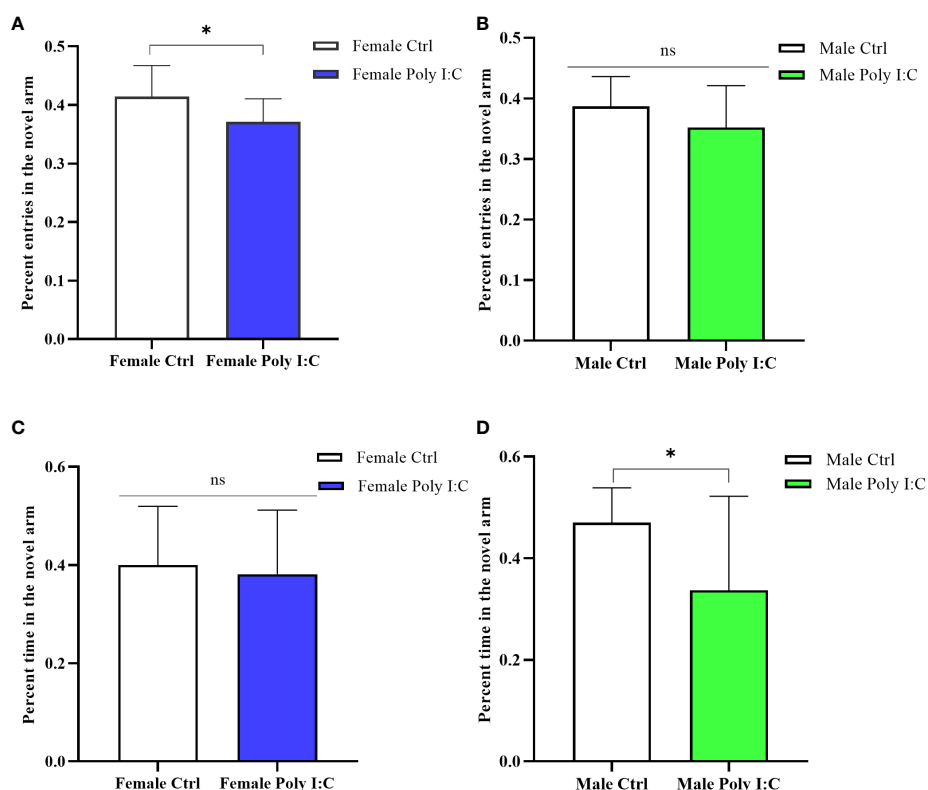 A
*
Female Ctrl
Female Poly I:C
0.5
0.4
0.3
0.2
0.1
0.0
Percent entries in the novel arm
Female Ctrl Female Poly I:C
B
ns
Male Ctrl
Male Poly I:C
0.5
0.4
0.3
0.2
0.1
0.0
Percent entries in the novel arm
Male Ctrl Male Poly I:C
C
ns
Female Ctrl
Female Poly I:C
0.6
0.4
0.2
0.0
Percent time in the novel arm
Female Ctrl Female Poly I:C
D
*
Male Ctrl
Male Poly I:C
0.6
0.4
0.2
0.0
Percent time in the novel arm
Male Ctrl Male Poly I:C